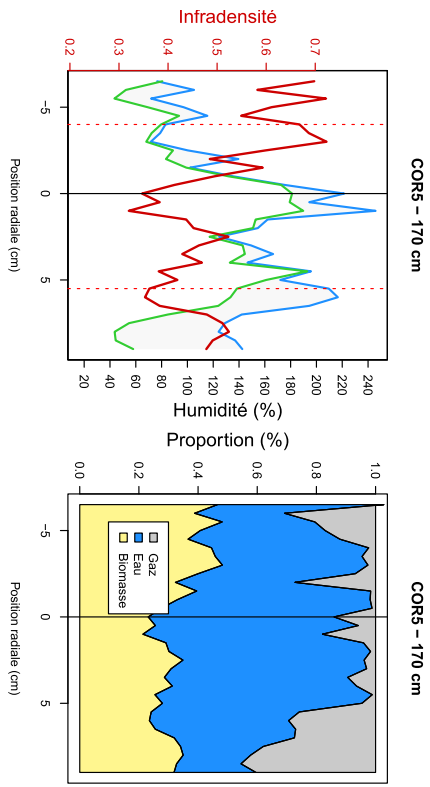 COR5 − 170 cm
Infradensité
0.2 0.3 0.4 0.5 0.6 0.7
−5 0 5
Position radiale (cm)
20 40 60 80 100 120 140 160 180 200 220 240
Humidité (%)
COR5 − 170 cm
Proportion (%)
0.0 0.2 0.4 0.6 0.8 1.0
Gaz
Eau
Biomasse
−5 0 5
Position radiale (cm)